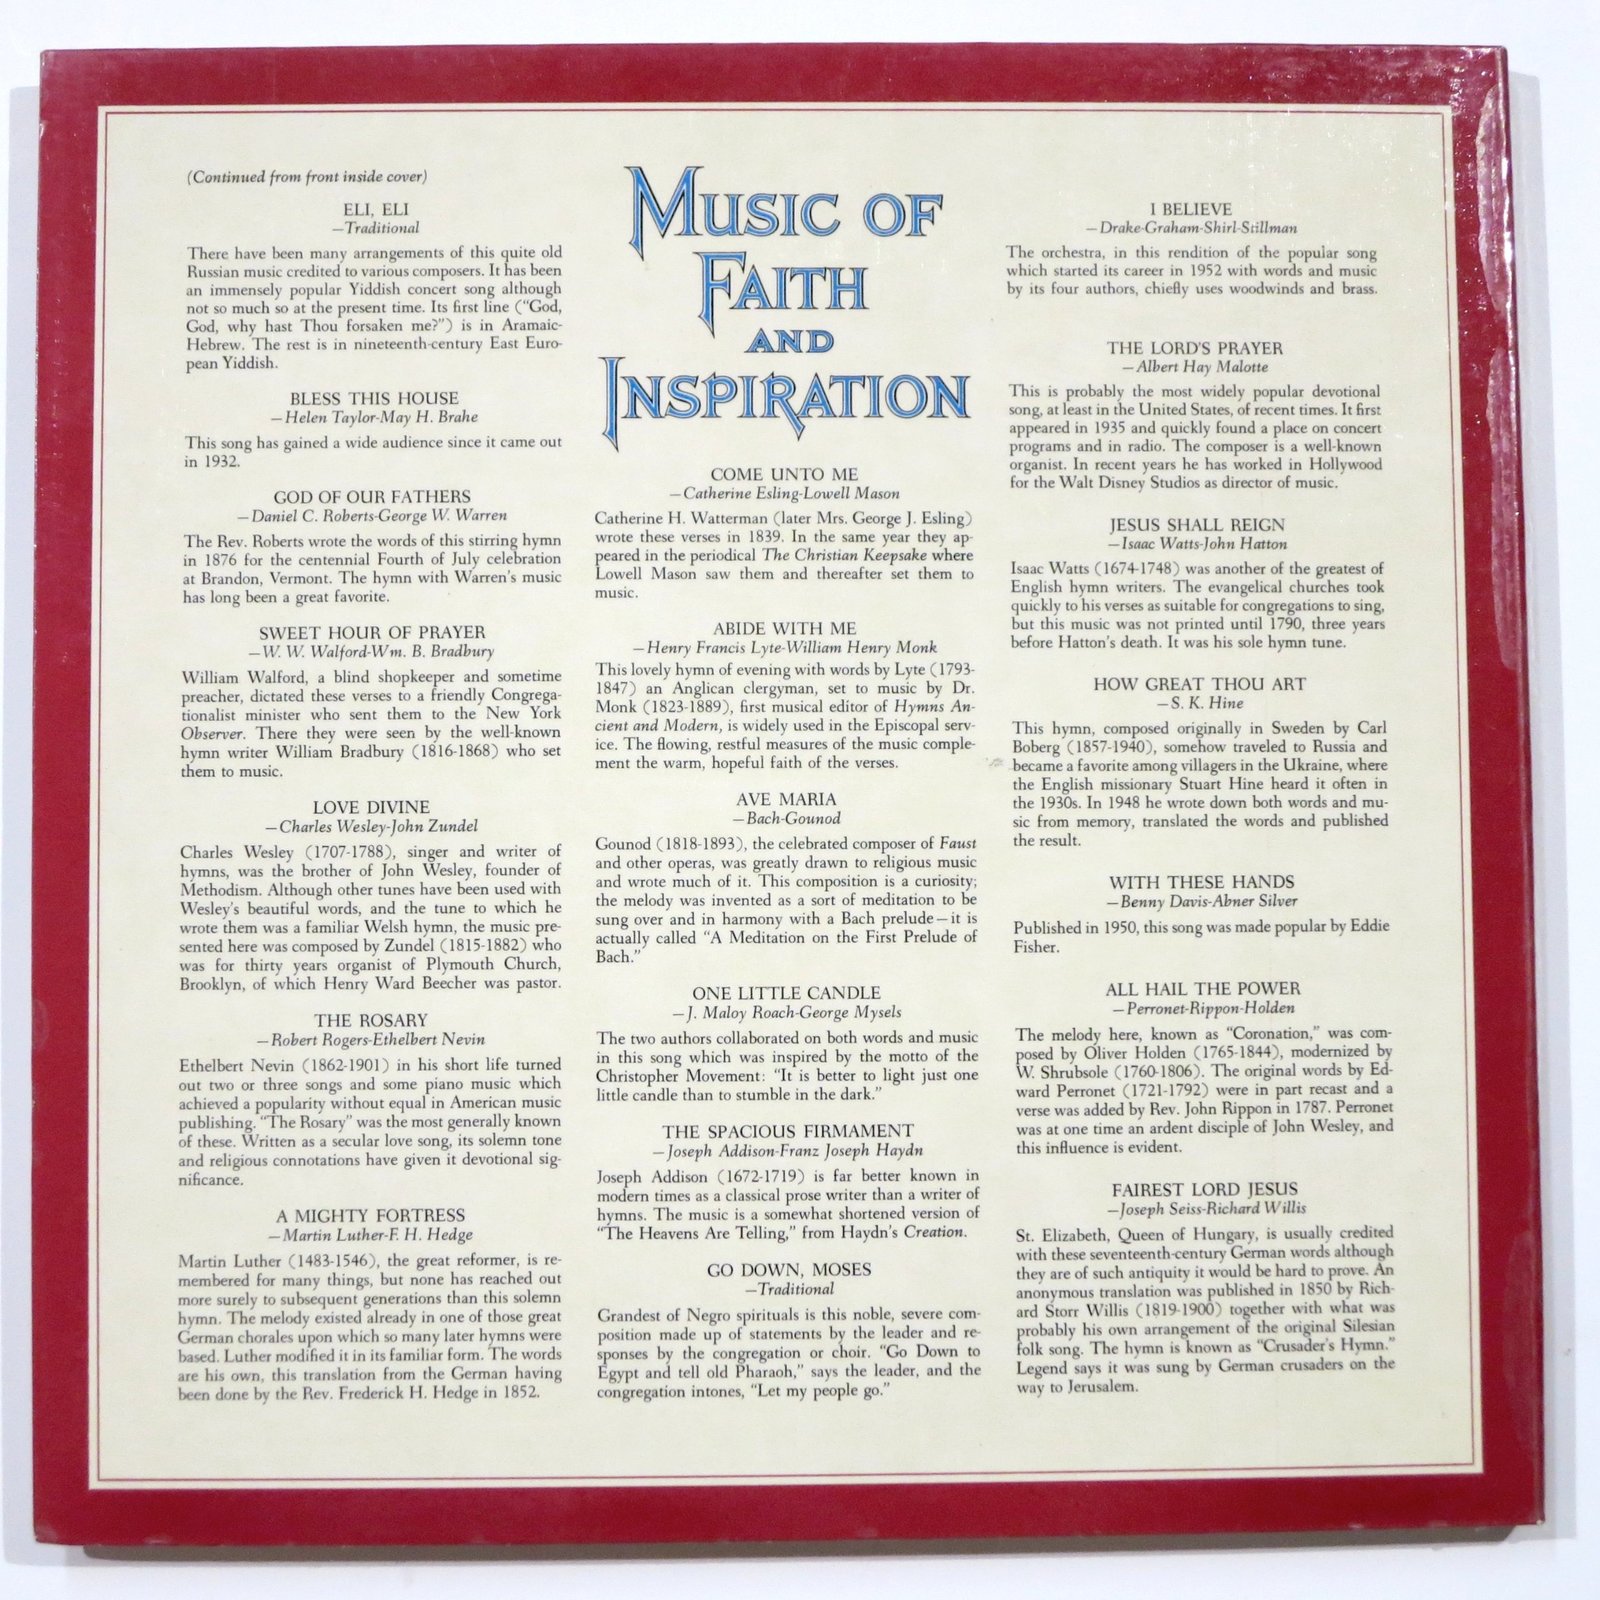 (Continued from front inside cover)
ELI, ELI
—Traditional
There have been many arrangements of this quite old
Russian music credited to various composers. It has been
an immensely popular Yiddish concert song although
not so much so at the present time. Its first line ("God,
God, why hast Thou forsaken me?") is in Aramaic-
Hebrew. The rest is in nineteenth-century East Euro-
pean Yiddish.
BLESS THIS HOUSE
—Helen Taylor-May H. Brahe
This song has gained a wide audience since it came out
in 1932.
GOD OF OUR FATHERS
—Daniel C. Roberts-George W. Warren
The Rev. Roberts wrote the words of this stirring hymn
in 1876 for the centennial Fourth of July celebration
at Brandon, Vermont. The hymn with Warren's music
has long been a great favorite.
SWEET HOUR OF PRAYER
—W. W. Walford-Wm. B. Bradbury
William Walford, a blind shopkeeper and sometime
preacher, dictated these verses to a friendly Congrega-
tionalist minister who sent them to the New York
Observer. There they were seen by the well-known
hymn writer William Bradbury (1816-1868) who set
them to music.
LOVE DIVINE
—Charles Wesley-John Zundel
Charles Wesley (1707-1788), singer and writer of
hymns, was the brother of John Wesley, founder of
Methodism. Although other tunes have been used with
Wesley's beautiful words, and the tune to which he
wrote them was a familiar Welsh hymn, the music pre-
sented here was composed by Zundel (1815-1882) who
was for thirty years organist of Plymouth Church,
Brooklyn, of which Henry Ward Beecher was pastor.
THE ROSARY
—Robert Rogers-Ethelbert Nevin
Ethelbert Nevin (1862-1901) in his short life turned
out two or three songs and some piano music which
achieved a popularity without equal in American music
publishing. "The Rosary" was the most generally known
of these. Written as a secular love song, its solemn tone
and religious connotations have given it devotional sig-
nificance.
A MIGHTY FORTRESS
—Martin Luther-F. H. Hedge
Martin Luther (1483-1546), the great reformer, is re-
membered for many things, but none has reached out
more surely to subsequent generations than this solemn
hymn. The melody existed already in one of those great
German chorales upon which so many later hymns were
based. Luther modified it in its familiar form. The words
are his own, this translation from the German having
been done by the Rev. Frederick H. Hedge in 1852.
MUSIC OF
FAITH
AND
INSPIRATION
COME UNTO ME
—Catherine Esling-Lowell Mason
Catherine H. Watterman (later Mrs. George J. Esling)
wrote these verses in 1839. In the same year they ap-
peared in the periodical The Christian Keepsake where
Lowell Mason saw them and thereafter set them to
music.
ABIDE WITH ME
—Henry Francis Lyte-William Henry Monk
This lovely hymn of evening with words by Lyte (1793-
1847) an Anglican clergyman, set to music by Dr.
Monk (1823-1889), first musical editor of Hymns An-
cient and Modern, is widely used in the Episcopal serv-
ice. The flowing, restful measures of the music comple-
ment the warm, hopeful faith of the verses.
AVE MARIA
—Bach-Gounod
Gounod (1818-1893), the celebrated composer of Faust
and other operas, was greatly drawn to religious music
and wrote much of it. This composition is a curiosity;
the melody was invented as a sort of meditation to be
sung over and in harmony with a Bach prelude—it is
actually called "A Meditation on the First Prelude of
Bach."
ONE LITTLE CANDLE
—J. Maloy Roach-George Mysels
The two authors collaborated on both words and music
in this song which was inspired by the motto of the
Christopher Movement: "It is better to light just one
little candle than to stumble in the dark."
THE SPACIOUS FIRMAMENT
—Joseph Addison-Franz Joseph Haydn
Joseph Addison (1672-1719) is far better known in
modern times as a classical prose writer than a writer of
hymns. The music is a somewhat shortened version of
"The Heavens Are Telling," from Haydn's Creation.
GO DOWN, MOSES
—Traditional
Grandest of Negro spirituals is this noble, severe com-
position made up of statements by the leader and re-
sponses by the congregation or choir. "Go Down to
Egypt and tell old Pharaoh," says the leader, and the
congregation intones, "Let my people go."
I BELIEVE
—Drake-Graham-Shirl-Stillman
The orchestra, in this rendition of the popular song
which started its career in 1952 with words and music
by its four authors, chiefly uses woodwinds and brass.
THE LORD'S PRAYER
—Albert Hay Malotte
This is probably the most widely popular devotional
song, at least in the United States, of recent times. It first
appeared in 1935 and quickly found a place on concert
programs and in radio. The composer is a well-known
organist. In recent years he has worked in Hollywood
for the Walt Disney Studios as director of music.
JESUS SHALL REIGN
—Isaac Watts-John Hatton
Isaac Watts (1674-1748) was another of the greatest of
English hymn writers. The evangelical churches took
quickly to his verses as suitable for congregations to sing,
but this music was not printed until 1790, three years
before Hatton's death. It was his sole hymn tune.
HOW GREAT THOU ART
—S. K. Hine
This hymn, composed originally in Sweden by Carl
Boberg (1857-1940), somehow traveled to Russia and
became a favorite among villagers in the Ukraine, where
the English missionary Stuart Hine heard it often in
the 1930s. In 1948 he wrote down both words and mu-
sic from memory, translated the words and published
the result.
WITH THESE HANDS
—Benny Davis-Abner Silver
Published in 1950, this song was made popular by Eddie
Fisher.
ALL HAIL THE POWER
—Perronet-Rippon-Holden
The melody here, known as "Coronation," was com-
posed by Oliver Holden (1765-1844), modernized by
W. Shrubsole (1760-1806). The original words by Ed-
ward Perronet (1721-1792) were in part recast and a
verse was added by Rev. John Rippon in 1787. Perronet
was at one time an ardent disciple of John Wesley, and
this influence is evident.
FAIREST LORD JESUS
—Joseph Seiss-Richard Willis
St. Elizabeth, Queen of Hungary, is usually credited
with these seventeenth-century German words although
they are of such antiquity it would be hard to prove. An
anonymous translation was published in 1850 by Rich-
ard Storr Willis (1819-1900) together with what was
probably his own arrangement of the original Silesian
folk song. The hymn is known as "Crusader's Hymn."
Legend says it was sung by German crusaders on the
way to Jerusalem.